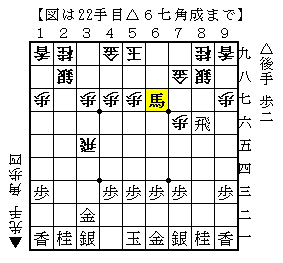 【図は22手目△６七角成まで】
1 2 3 4 5 6 7 8 9
香 桂 金 玉 桂 香 九
銀 金 銀 八
歩 歩 歩 歩 馬 歩 七
歩 飛 六
飛 五
四
歩 歩 歩 歩 歩 歩 三
金 二
香 桂 銀 玉 金 銀 桂 香 一
△後手 歩二
▲先手 角歩四